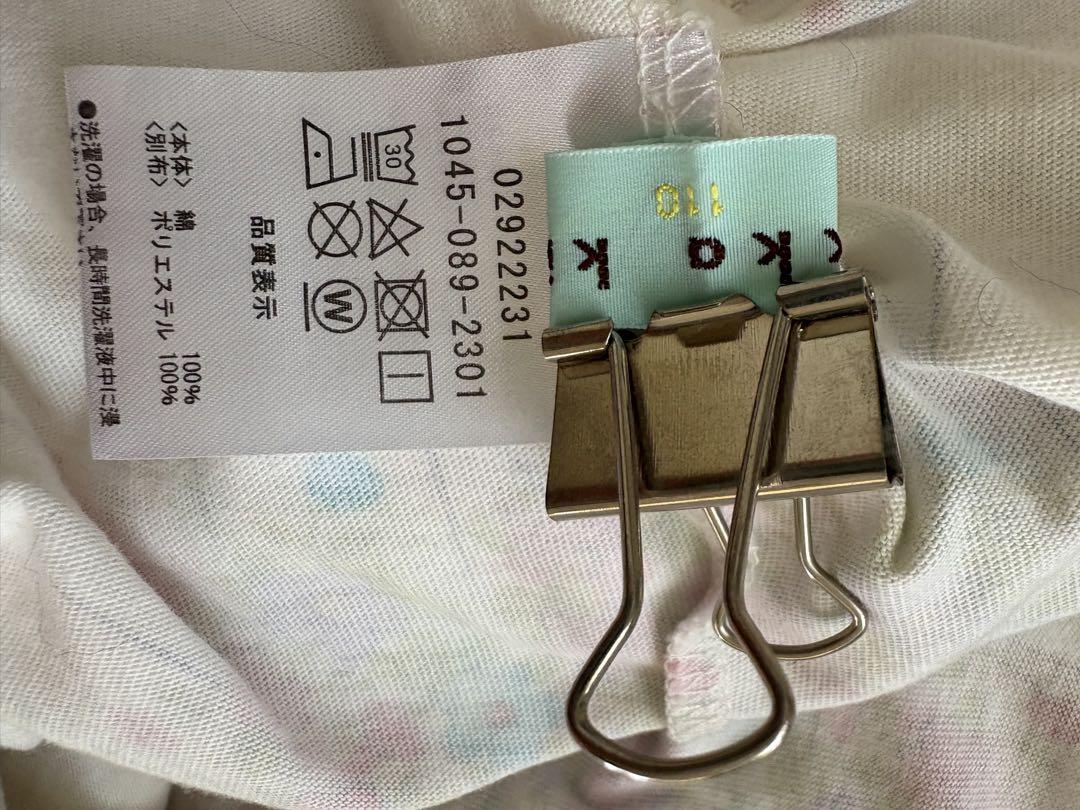 02922231
1045-089-2301
30
W
品質表示
〈本体〉 綿 100%
〈別布〉 ポリエステル 100%
●洗濯の場合、長時間洗濯液中に浸
110